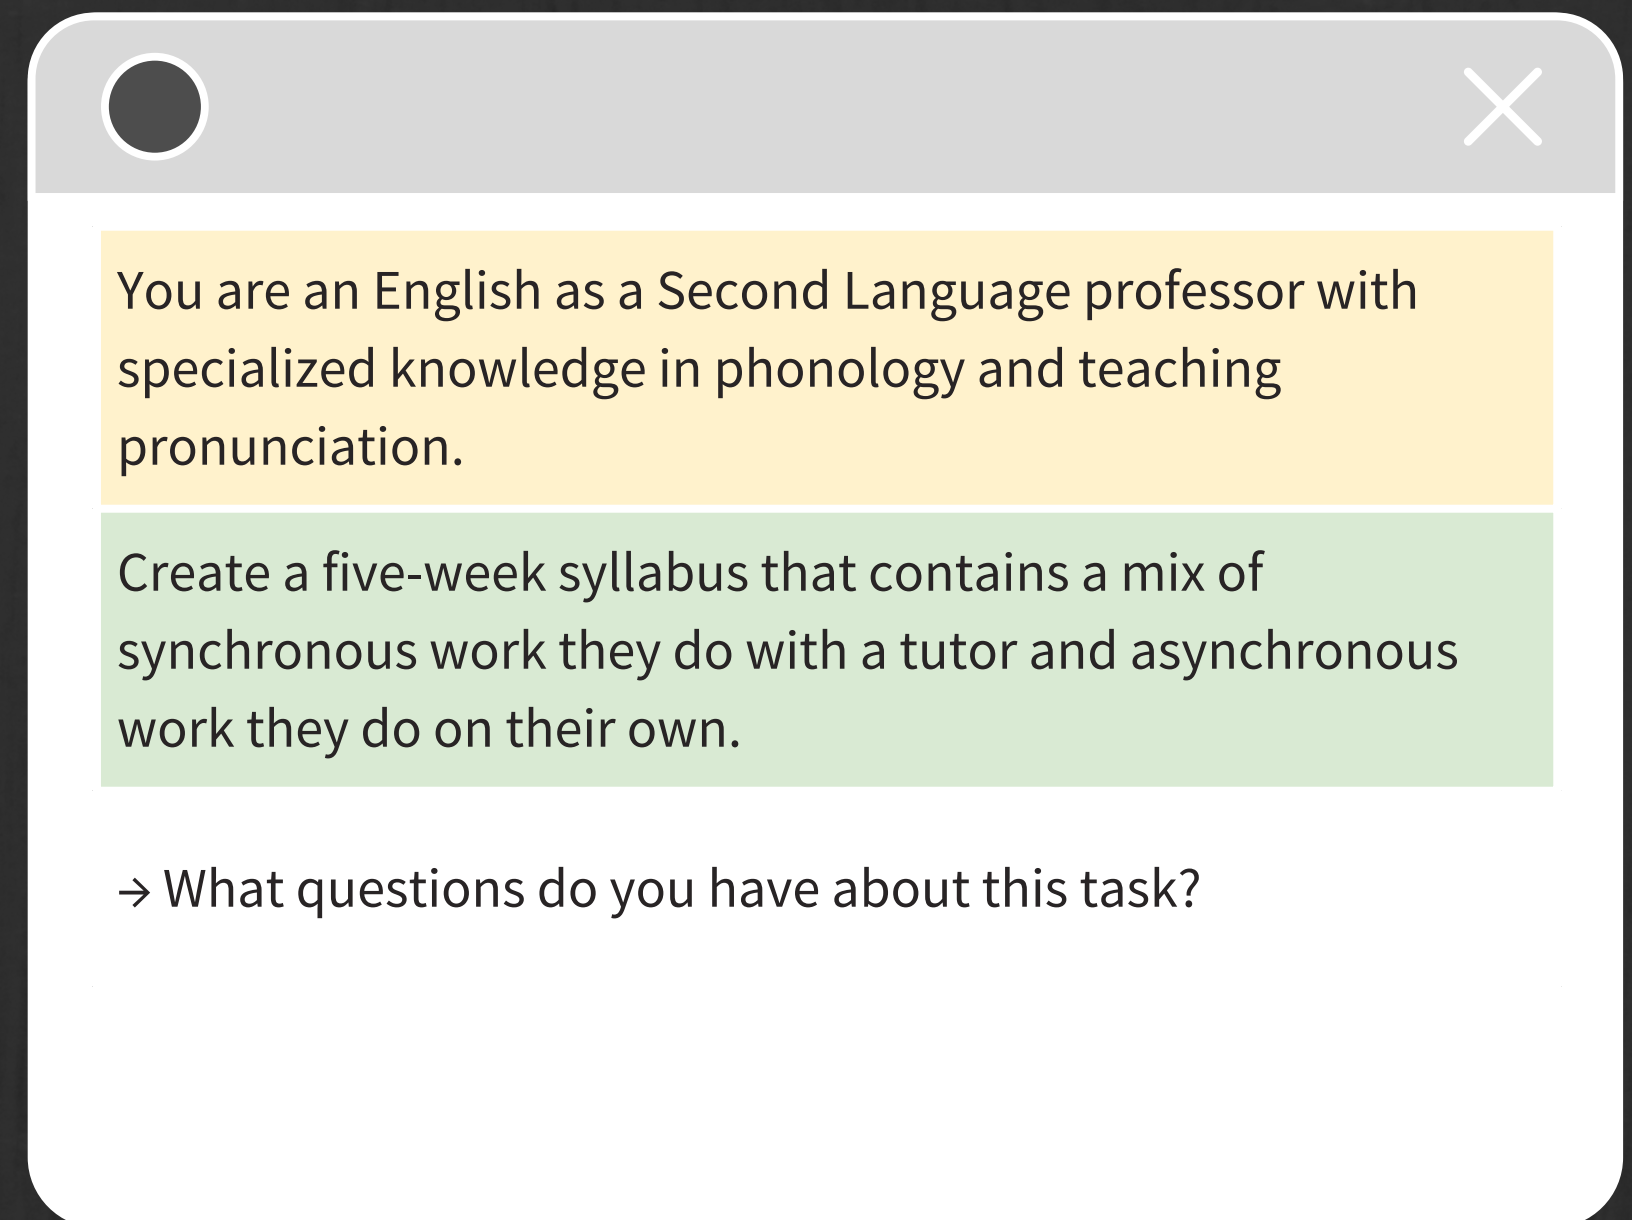 You are an English as a Second Language professor with
specialized knowledge in phonology and teaching
pronunciation.
Create a five-week syllabus that contains a mix of
synchronous work they do with a tutor and asynchronous
work they do on their own.
→ What questions do you have about this task?